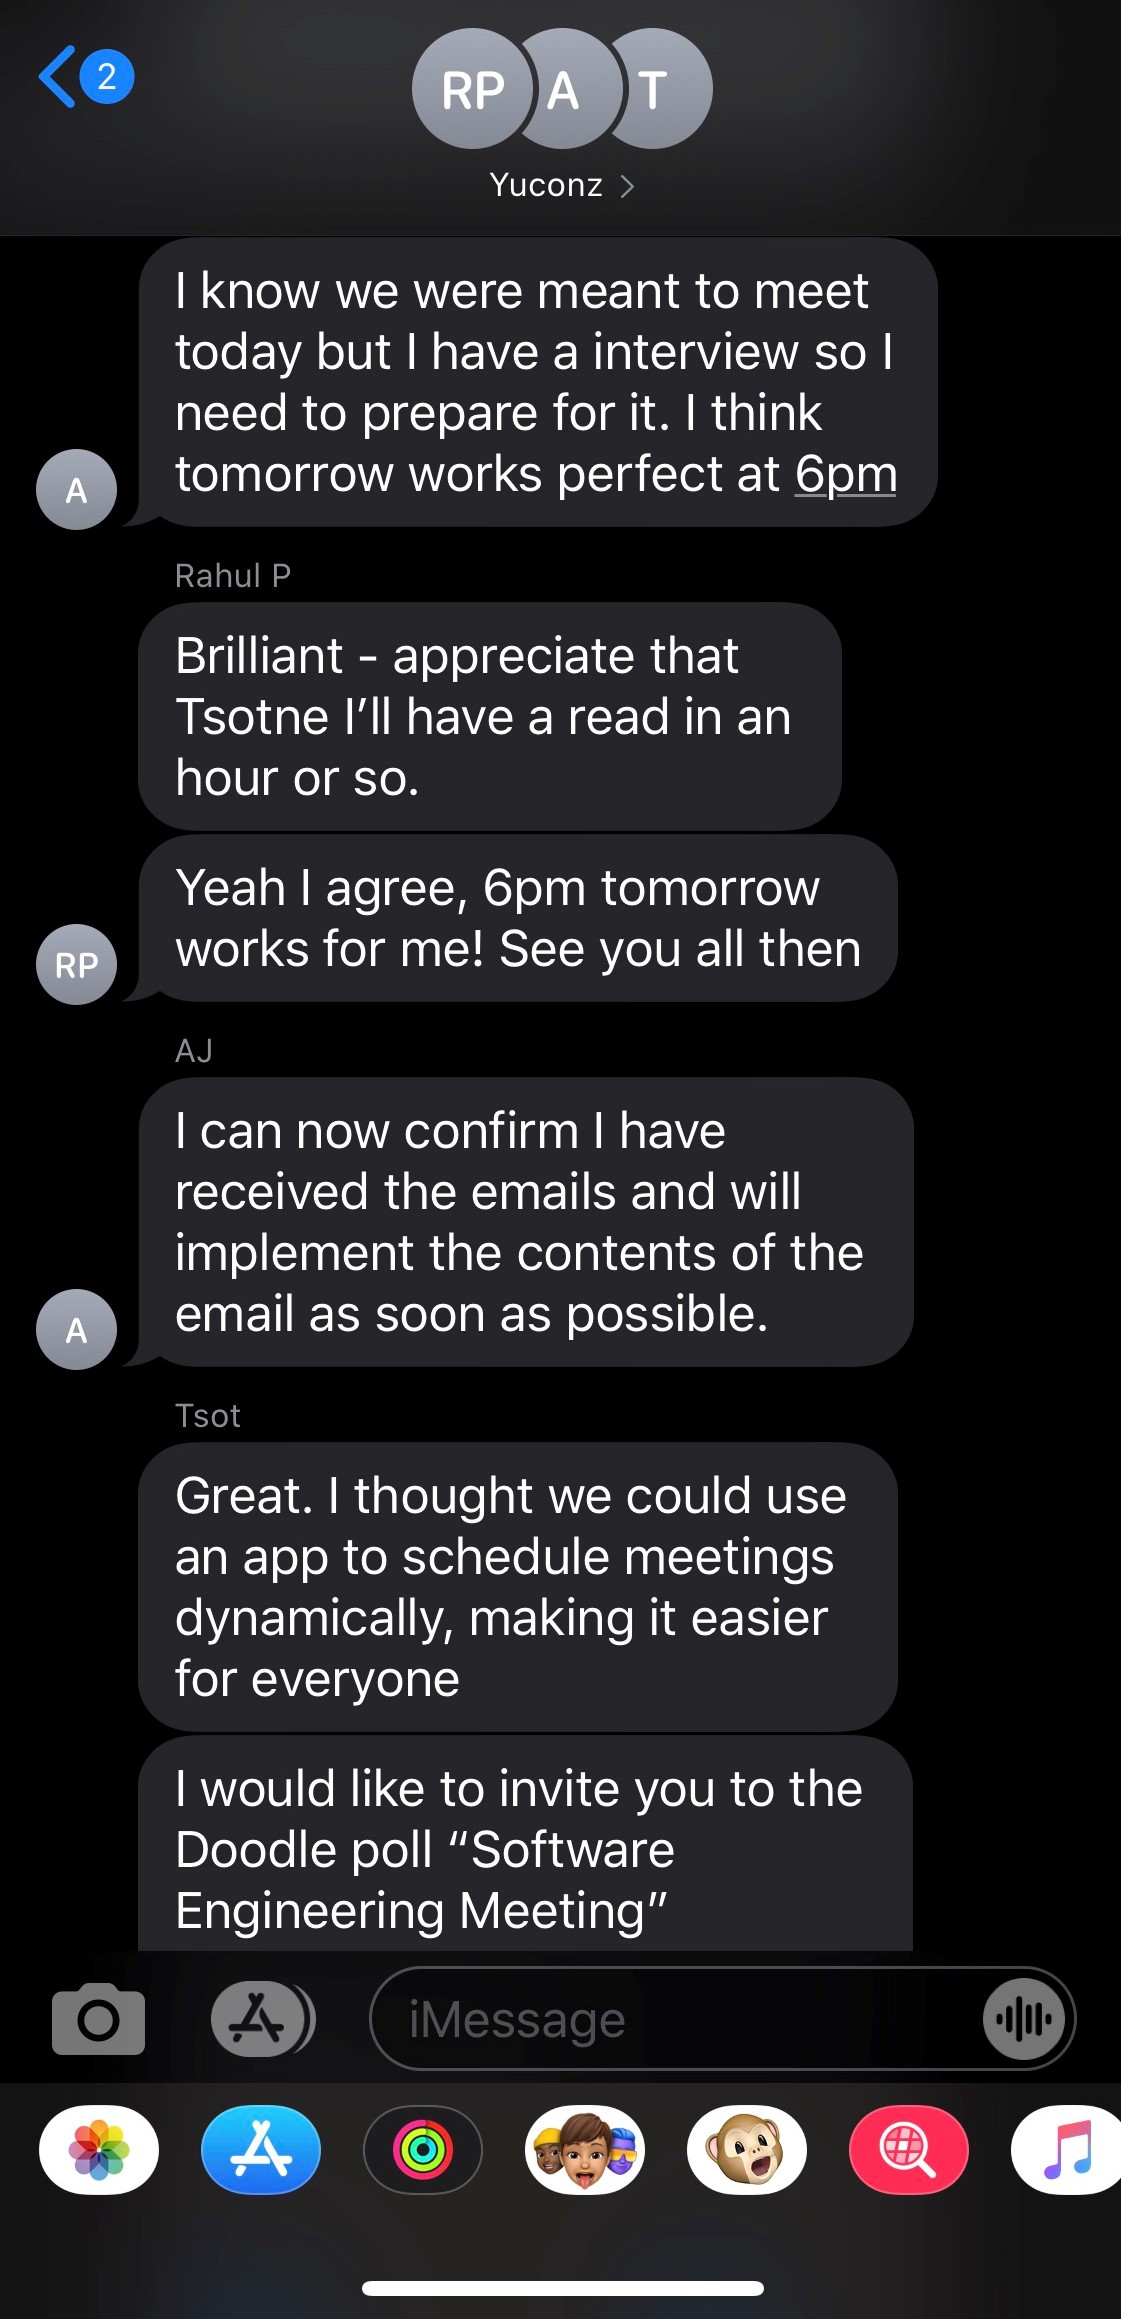 2
RP A T
Yuconz
I know we were meant to meet
today but I have a interview so I
need to prepare for it. I think
tomorrow works perfect at 6pm
A
Rahul P
Brilliant - appreciate that
Tsotne I’ll have a read in an
hour or so.
Yeah I agree, 6pm tomorrow
works for me! See you all then
RP
AJ
I can now confirm I have
received the emails and will
implement the contents of the
email as soon as possible.
A
Tsot
Great. I thought we could use
an app to schedule meetings
dynamically, making it easier
for everyone
I would like to invite you to the
Doodle poll “Software
Engineering Meeting”
iMessage